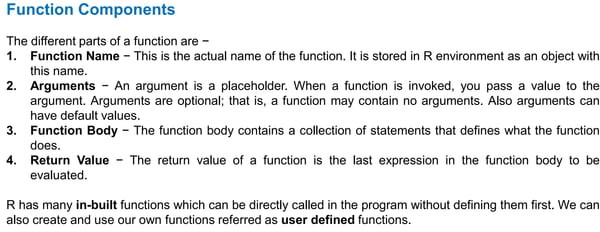 Function Components
The different parts of a function are −
1. Function Name − This is the actual name of the function. It is stored in R environment as an object with
this name.
2. Arguments − An argument is a placeholder. When a function is invoked, you pass a value to the
argument. Arguments are optional; that is, a function may contain no arguments. Also arguments can
have default values.
3. Function Body − The function body contains a collection of statements that defines what the function
does.
4. Return Value − The return value of a function is the last expression in the function body to be
evaluated.
R has many in-built functions which can be directly called in the program without defining them first. We can
also create and use our own functions referred as user defined functions.